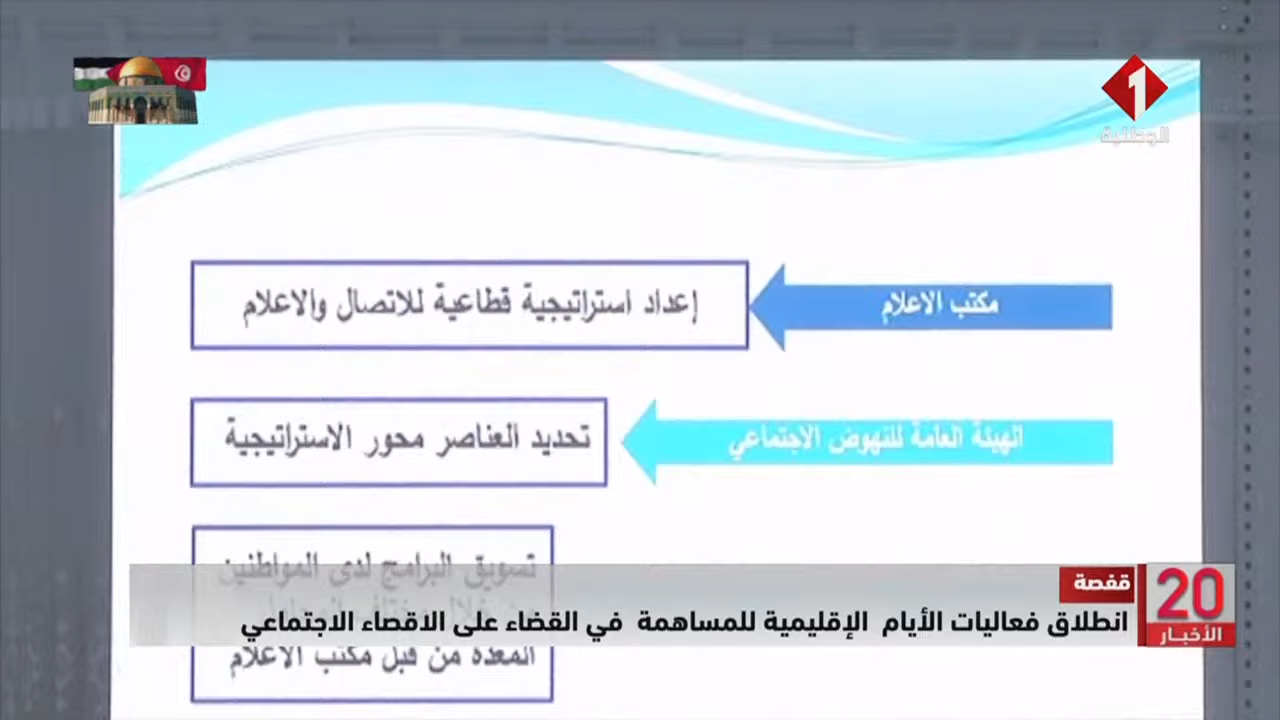 1
الوطنية
مكتب الاعلام
إعداد استراتيجية قطاعية للاتصال والاعلام
الهيئة العامة للنهوض الاجتماعي
تحديد العناصر محور الاستراتيجية
تسويق البرامج لدى المواطنين
المعدة من قبل مكتب الاعلام
20
الأخبار
قفصة
انطلاق فعاليات الأيام الإقليمية للمساهمة في القضاء على الاقصاء الاجتماعي